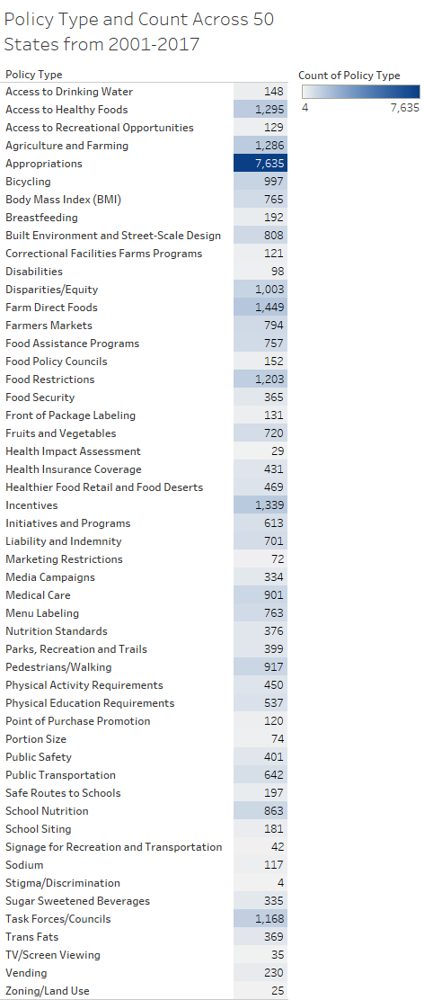 Policy Type and Count Across 50
States from 2001-2017
Policy Type
Count of Policy Type
4 7,635
Access to Drinking Water 148
Access to Healthy Foods 1,295
Access to Recreational Opportunities 129
Agriculture and Farming 1,286
Appropriations 7,635
Bicycling 997
Body Mass Index (BMI) 765
Breastfeeding 192
Built Environment and Street-Scale Design 808
Correctional Facilities Farms Programs 121
Disabilities 98
Disparities/Equity 1,003
Farm Direct Foods 1,449
Farmers Markets 794
Food Assistance Programs 757
Food Policy Councils 152
Food Restrictions 1,203
Food Security 365
Front of Package Labeling 131
Fruits and Vegetables 720
Health Impact Assessment 29
Health Insurance Coverage 431
Healthier Food Retail and Food Deserts 469
Incentives 1,339
Initiatives and Programs 613
Liability and Indemnity 701
Marketing Restrictions 72
Media Campaigns 334
Medical Care 901
Menu Labeling 763
Nutrition Standards 376
Parks, Recreation and Trails 399
Pedestrians/Walking 917
Physical Activity Requirements 450
Physical Education Requirements 537
Point of Purchase Promotion 120
Portion Size 74
Public Safety 401
Public Transportation 642
Safe Routes to Schools 197
School Nutrition 863
School Siting 181
Signage for Recreation and Transportation 42
Sodium 117
Stigma/Discrimination 4
Sugar Sweetened Beverages 335
Task Forces/Councils 1,168
Trans Fats 369
TV/Screen Viewing 35
Vending 230
Zoning/Land Use 25